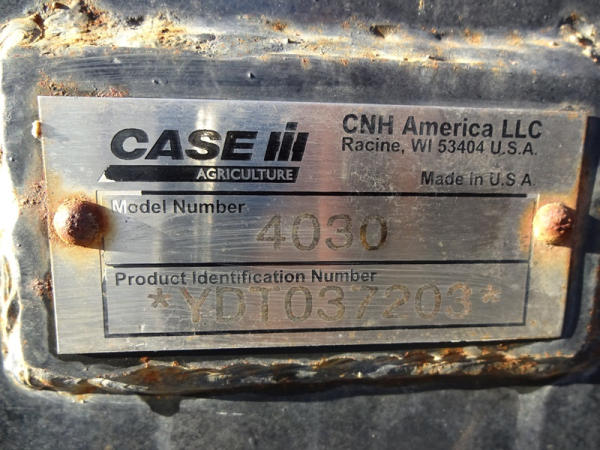 CASE IH
AGRICULTURE
CNH America LLC
Racine, WI 53404 U.S.A.
Made In U.S A.
Model Number
4030
Product Identification Number
*YDT037203*